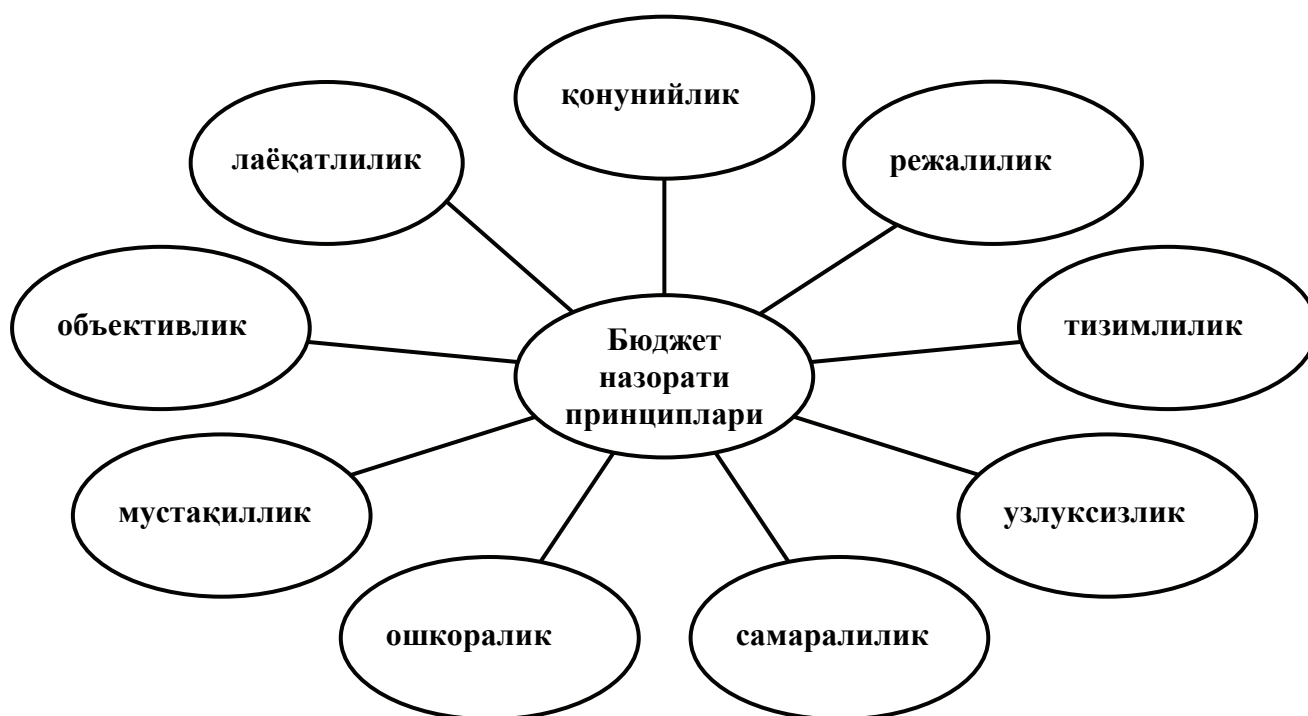 қонунийлик
лаёқатлилик
режалилик
объективлик
тизимлилик
Бюджет
назорати
принциплари
мустақиллик
узлуксизлик
ошкоралик
самаралилик